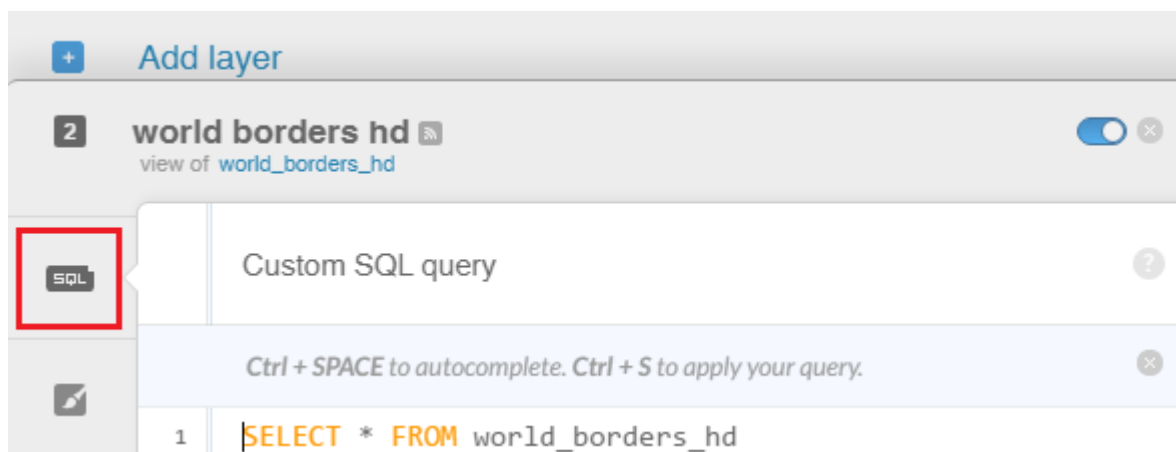 + Add layer
2 world borders hd
view of world_borders_hd
SQL
Custom SQL query
?
Ctrl + SPACE to autocomplete. Ctrl + S to apply your query.
1 SELECT * FROM world_borders_hd